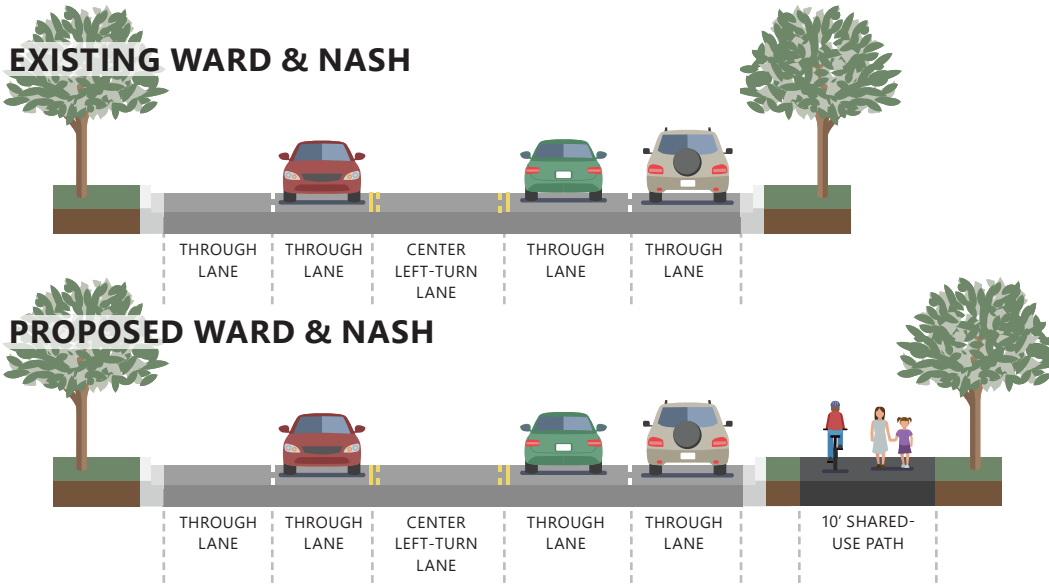 EXISTING WARD & NASH
THROUGH
LANE
THROUGH
LANE
CENTER
LEFT-TURN
LANE
THROUGH
LANE
THROUGH
LANE
PROPOSED WARD & NASH
THROUGH
LANE
THROUGH
LANE
CENTER
LEFT-TURN
LANE
THROUGH
LANE
THROUGH
LANE
10' SHARED-
USE PATH